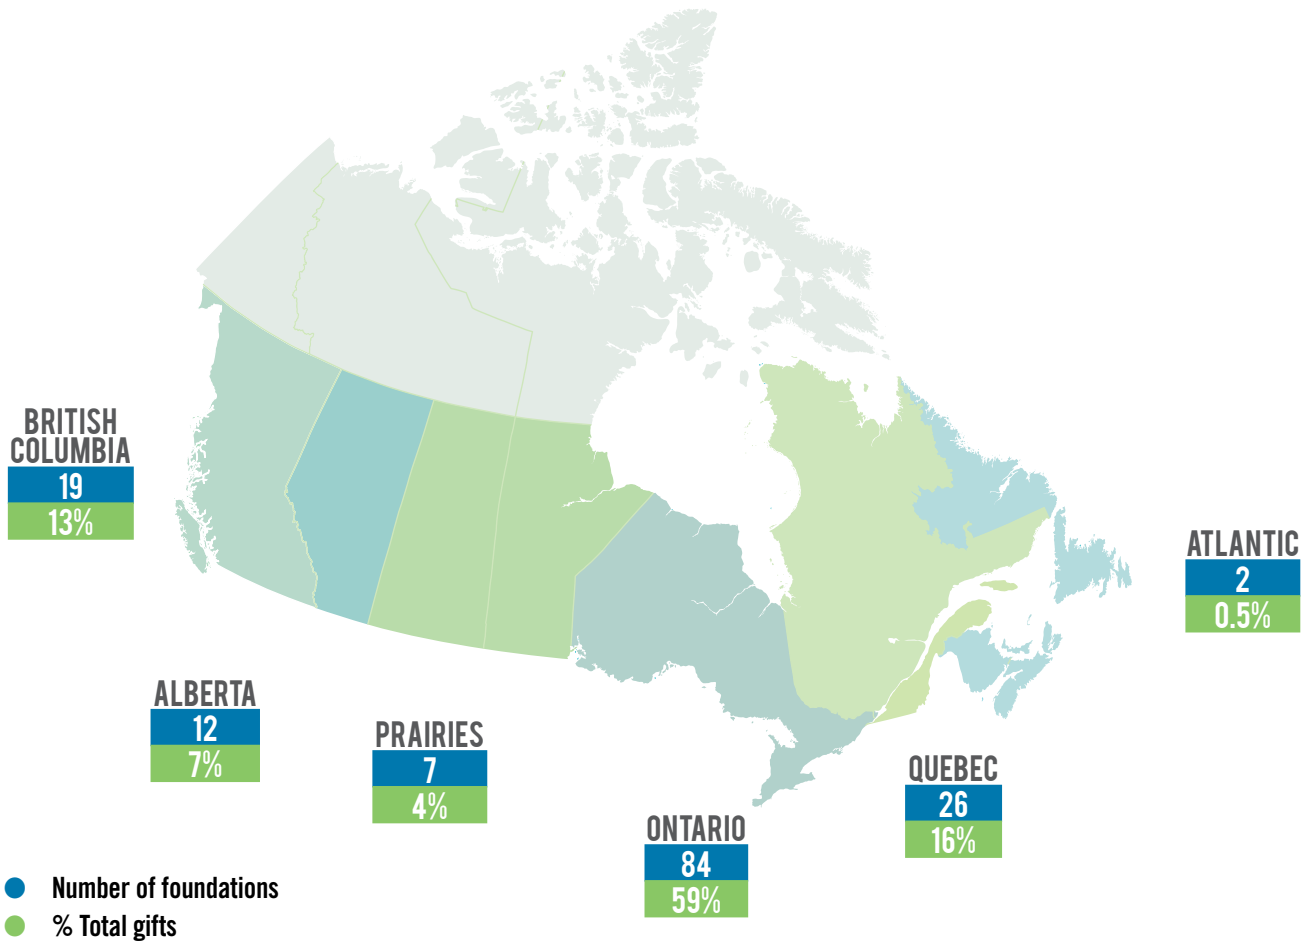 BRITISH
COLUMBIA
19
13%
ATLANTIC
2
0.5%
ALBERTA
12
7%
PRAIRIES
7
4%
QUEBEC
26
16%
ONTARIO
84
59%
Number of foundations
% Total gifts